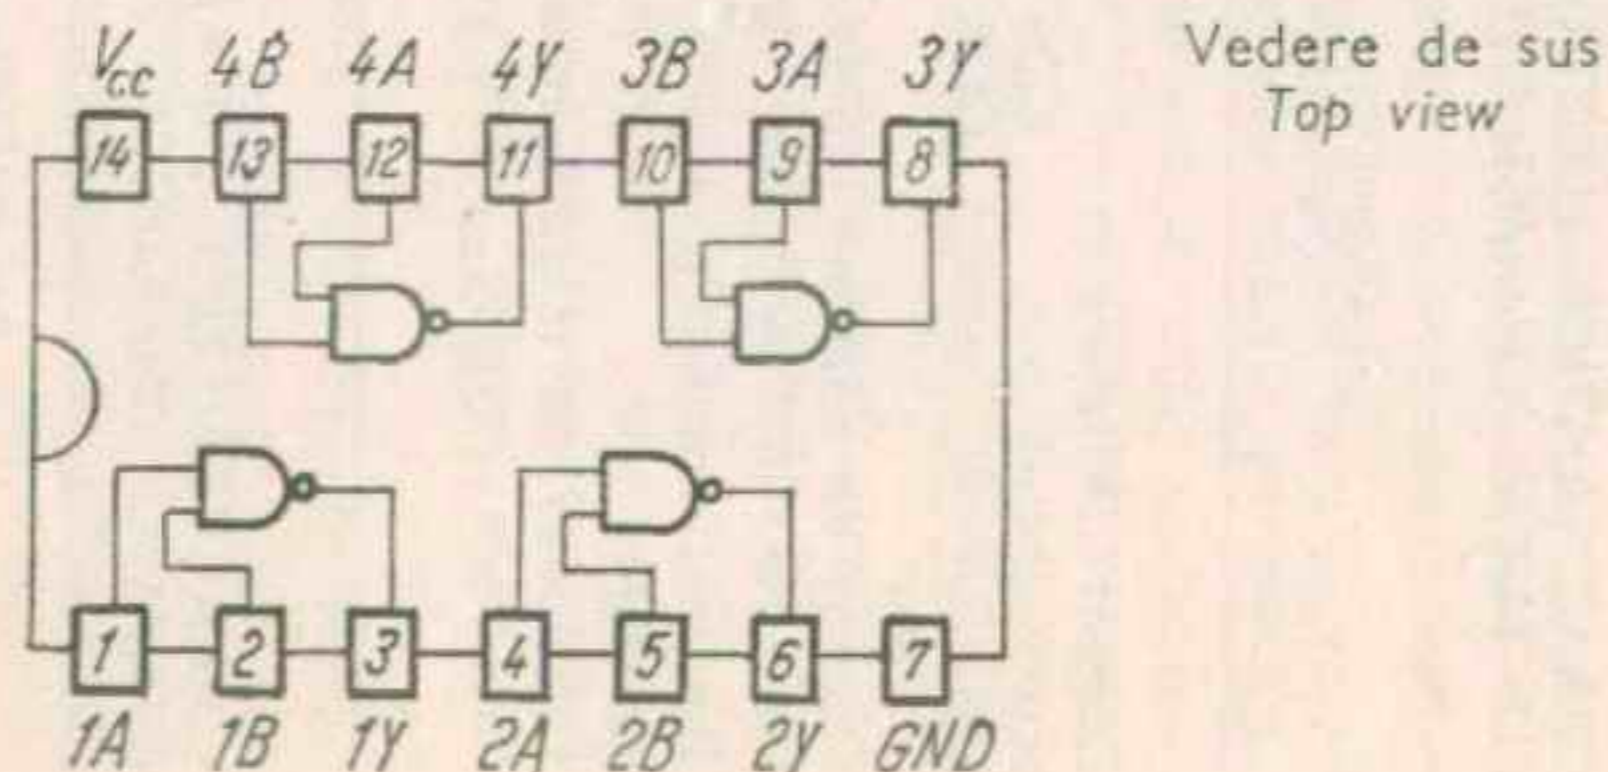 Vcc 4B 4A 4Y 3B 3A 3Y
Vedere de sus
Top view
14 13 12 11 10 9 8
1 2 3 4 5 6 7
1A 1B 1Y 2A 2B 2Y GND